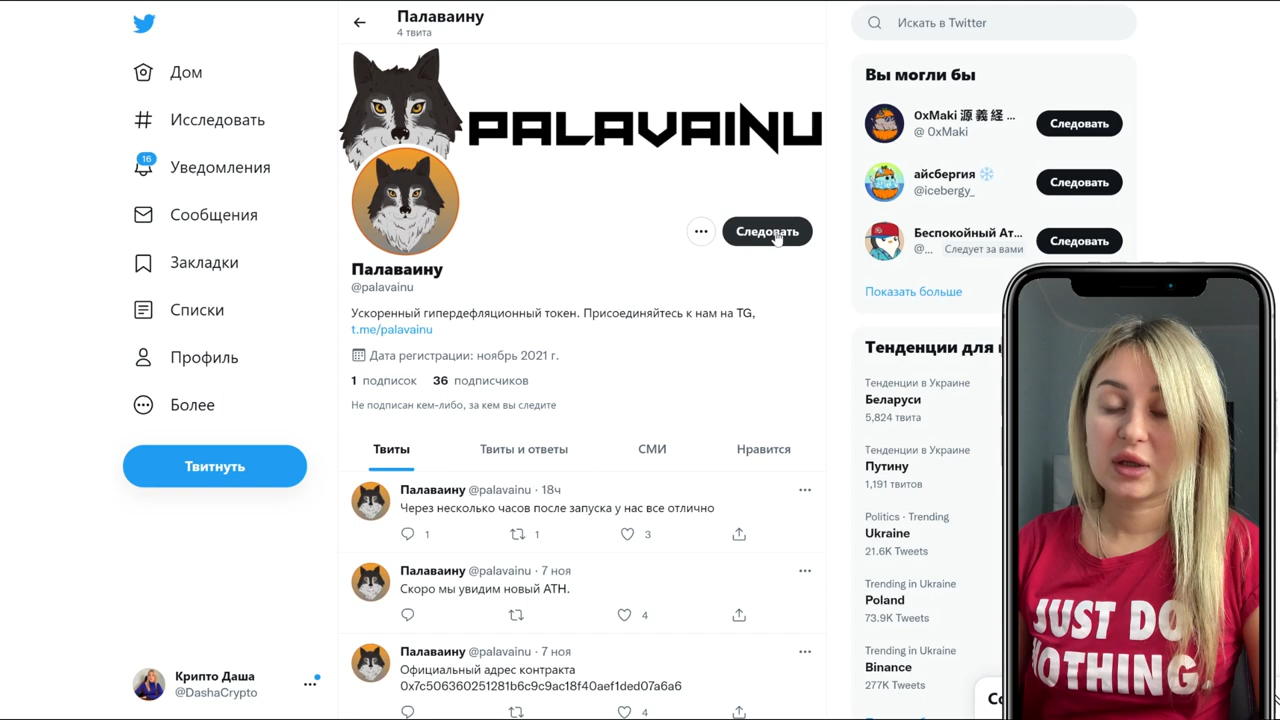 Дом
Исследовать
16
Уведомления
Сообщения
Закладки
Списки
Профиль
Более
Твитнуть
Крипто Даша
@DashaCrypto
Палаваину
4 твита
PALAVAINU
Следовать
Палаваину
@palavainu
Ускоренный гипердефляционный токен. Присоединяйтесь к нам на TG,
t.me/palavainu
Дата регистрации: ноябрь 2021 г.
1 подписок 36 подписчиков
Не подписан кем-либо, за кем вы следите
Твиты Твиты и ответы СМИ Нравится
Палаваину @palavainu · 18ч
Через несколько часов после запуска у нас все отлично
1 1 3
Палаваину @palavainu · 7 ноя
Скоро мы увидим новый АТН.
4
Палаваину @palavainu · 7 ноя
Официальный адрес контракта
0x7c506360251281b6c9c9ac18f40aef1ded07a6a6
4
Искать в Twitter
Вы могли бы
0xMaki 源義経 ...
@ 0xMaki
Следовать
айсбергия
@icebergy_
Следовать
Беспокойный Ат...
@... Следует за вами
Следовать
Показать больше
Тенденции для
Тенденции в Украине
Беларуси
5,824 твита
Тенденции в Украине
Путину
1,191 твитов
Politics · Trending
Ukraine
21.6K Tweets
Trending in Ukraine
Poland
73.9K Tweets
Trending in Ukraine
Binance
277K Tweets
JUST DO
NOTHING.